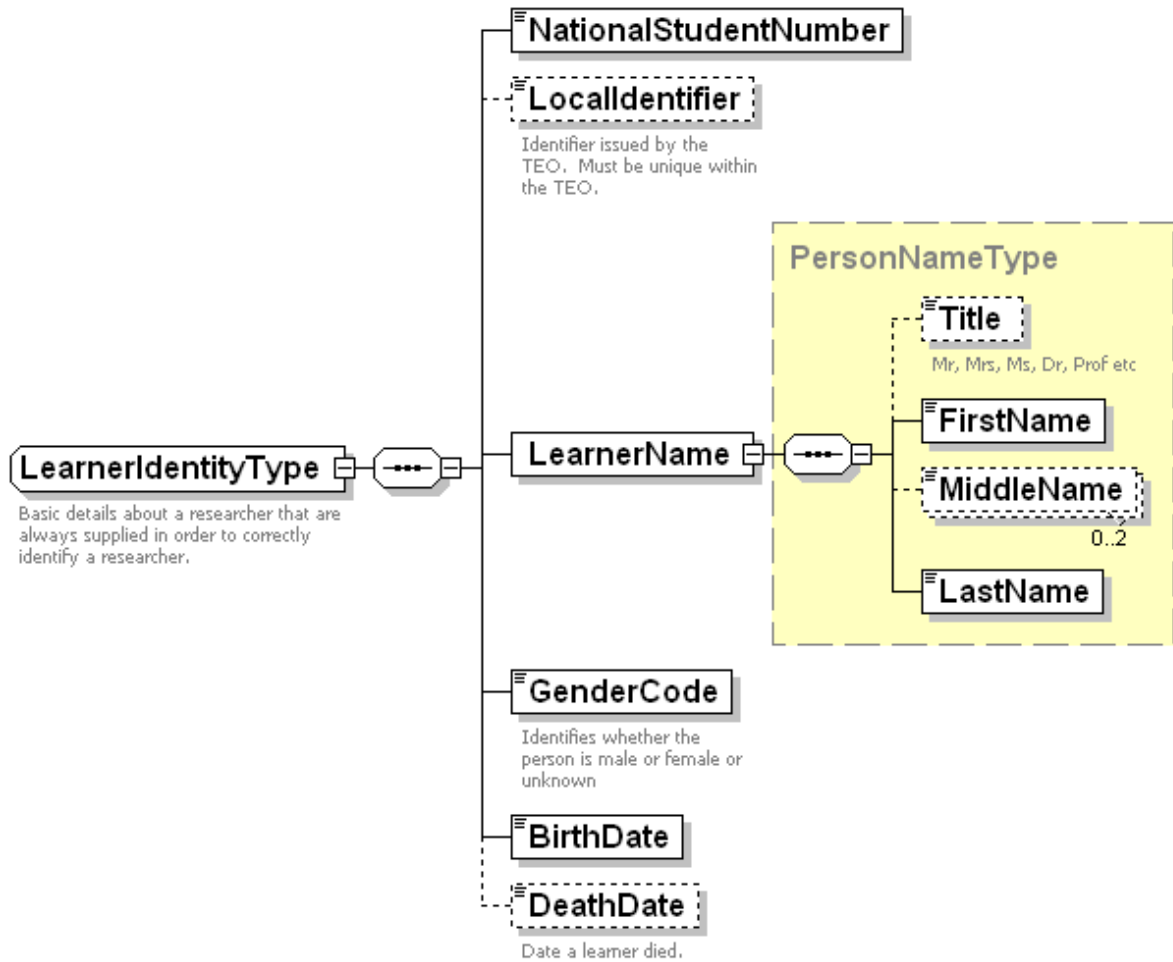 NationalStudentNumber
LocalIdentifier
Identifier issued by the
TEO.  Must be unique within
the TEO.
PersonNameType
Title
Mr, Mrs, Ms, Dr, Prof etc
FirstName
LearnerIdentityType
Basic details about a researcher that are
always supplied in order to correctly
identify a researcher.
LearnerName
MiddleName
0..2
LastName
GenderCode
Identifies whether the
person is male or female or
unknown
BirthDate
DeathDate
Date a learner died.